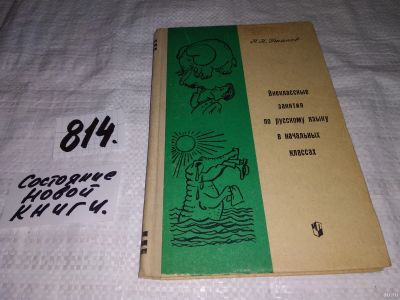 814.
Состояние
новой
книги.
Внеклассные
занятия
по русскому языку
в начальных
классах